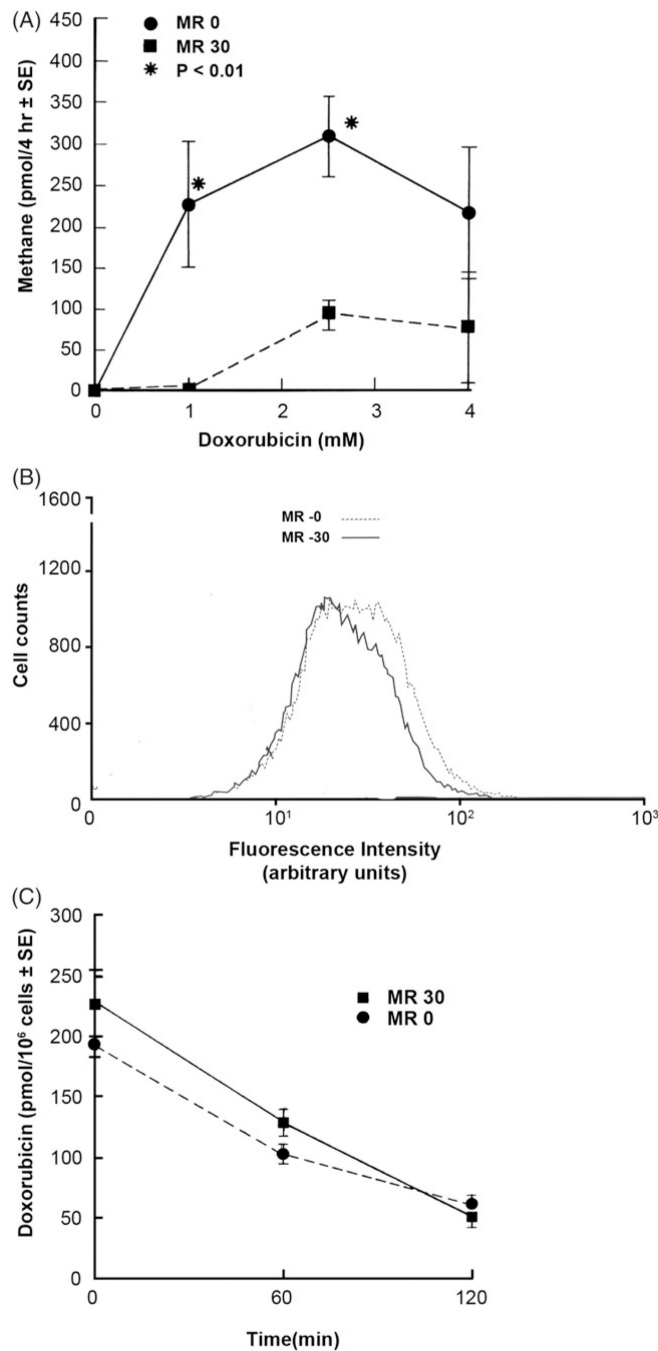 (A)
450
400
350
300
250
200
150
100
50
0
Methane (pmol/4 hr ± SE)
MR 0
MR 30
P < 0.01
0 1 2 3 4
Doxorubicin (mM)
(B)
1600
1200
800
400
0
Cell counts
MR -0
MR -30
0 10¹ 10² 10³
Fluorescence Intensity
(arbitrary units)
(C)
300
250
200
150
100
50
0
Doxorubicin (pmol/10⁶ cells ± SE)
MR 30
MR 0
0 60 120
Time(min)